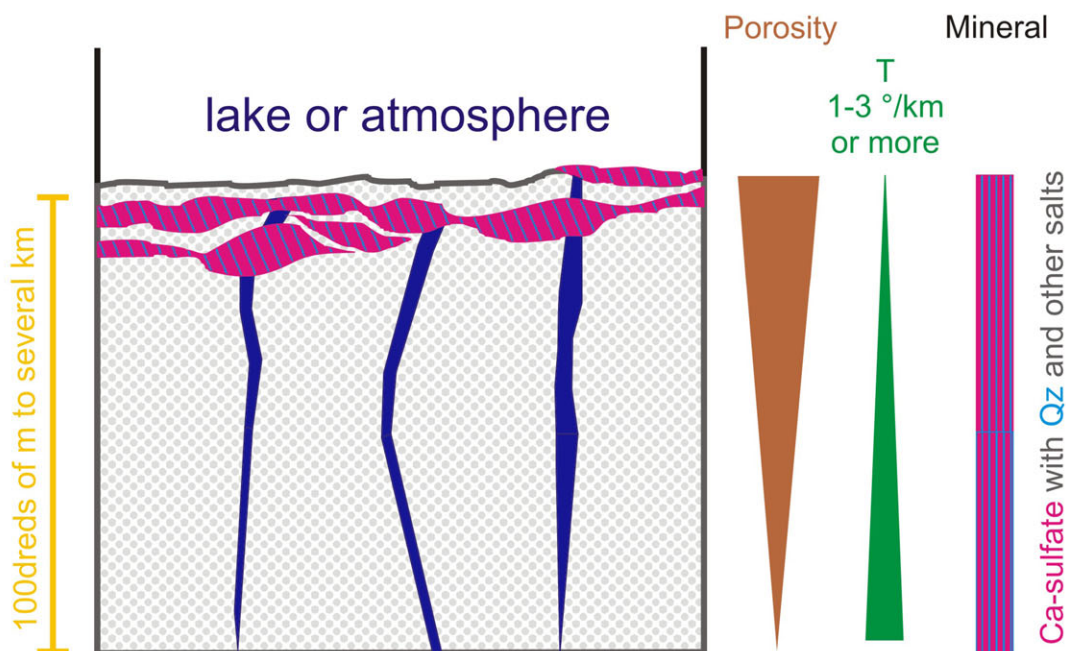 Porosity
Mineral
T
1-3 °/km
or more
lake or atmosphere
100dreds of m to several km
Ca-sulfate with Qz and other salts